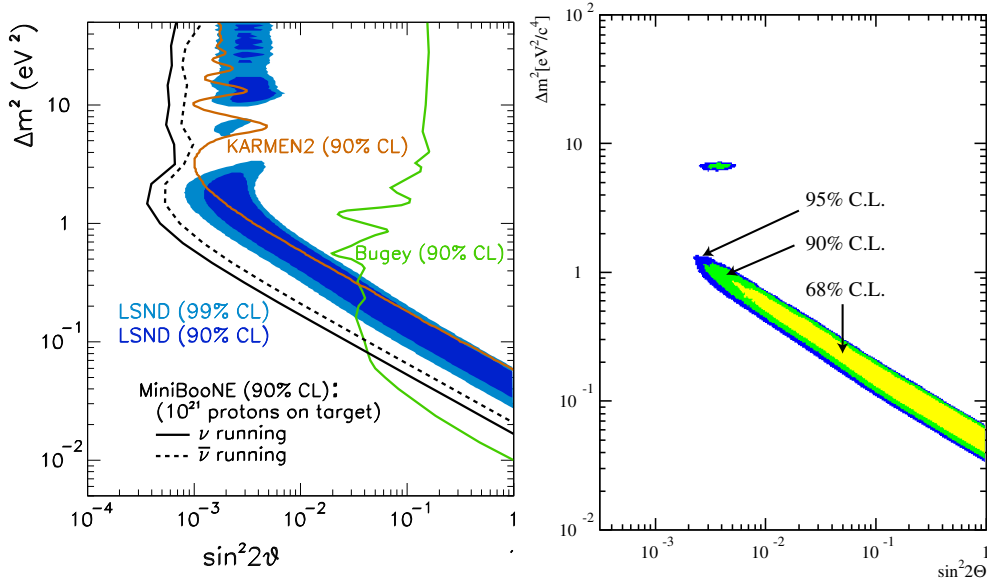 Δm² (eV²)
10
1
10⁻¹
10⁻²
KARMEN2 (90% CL)
Bugey (90% CL)
LSND (99% CL)
LSND (90% CL)
MiniBooNE (90% CL):
(10²¹ protons on target)
ν running
ν̅ running
10⁻⁴ 10⁻³ 10⁻² 10⁻¹ 1
sin²2ϑ
Δm²[eV²/c⁴]
10²
10
1
10⁻¹
10⁻²
95% C.L.
90% C.L.
68% C.L.
10⁻³ 10⁻² 10⁻¹ 1
sin²2Θ